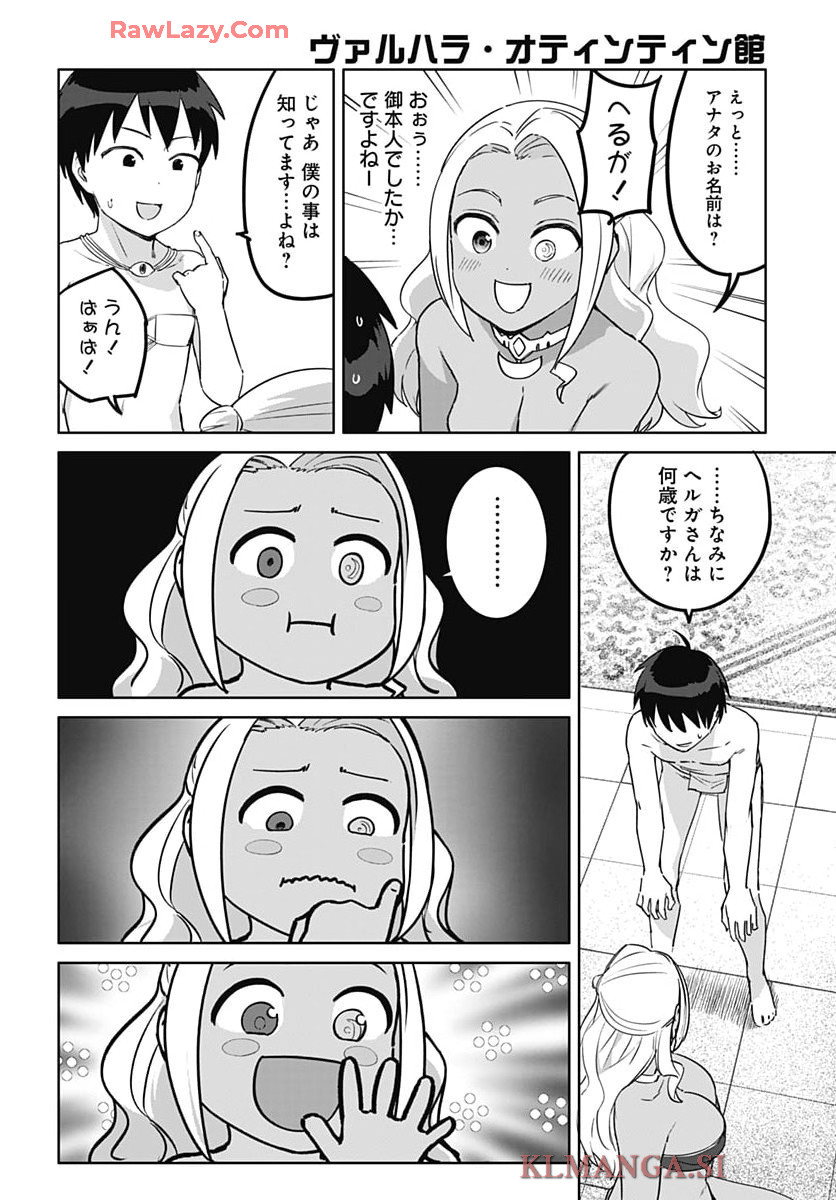 RawLazy.Com
ヴァルハラ・オティンティン館
えっと……
アナタのお名前は？
へるが！
おぉぅ……
御本人でしたか…
ですよねー
じゃあ 僕の事は
知ってます…よね？
うん！
はぁは！
……ちなみに
ヘルガさんは
何歳ですか？
…………
KLMANGA.SI